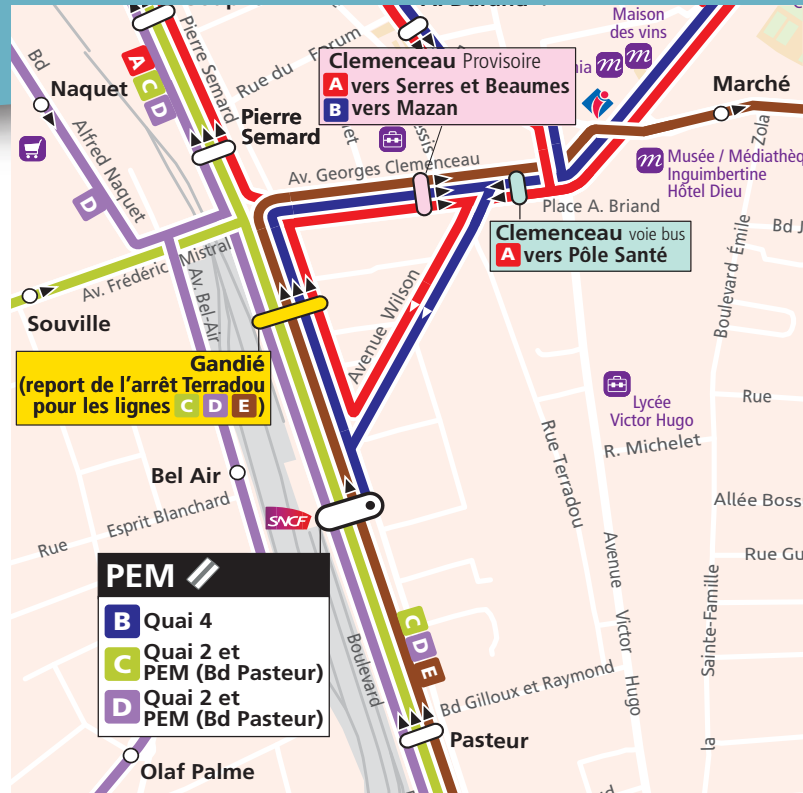 Pierre Semard
Rue du Forum
Maison
des vins
Bd
Naquet
A
C
D
Clemenceau Provisoire
A vers Serres et Beaumes
B vers Mazan
m
m
Marché
Zola
Pierre
Semard
Alfred Naquet
D
Av. Georges Clemenceau
m
Musée / Médiathèq
Inguimbertine
Hôtel Dieu
Place A. Briand
Clemenceau voie bus
A vers Pôle Santé
Bd J
Boulevard Émile
Av. Frédéric Mistral
Av. Bel-Air
Souville
Avenue Wilson
Gandié
(report de l'arrêt Terradou
pour les lignes C D E)
Lycée
Victor Hugo
Rue
R. Michelet
Rue Terradou
Bel Air
Esprit Blanchard
Rue
SNCF
Allée Boss
Rue Gu
PEM
B Quai 4
C Quai 2 et
PEM (Bd Pasteur)
D Quai 2 et
PEM (Bd Pasteur)
Boulevard
C
D
E
Avenue Victor Hugo
Sainte-Famille
la
Bd Gilloux et Raymond
Pasteur
Olaf Palme